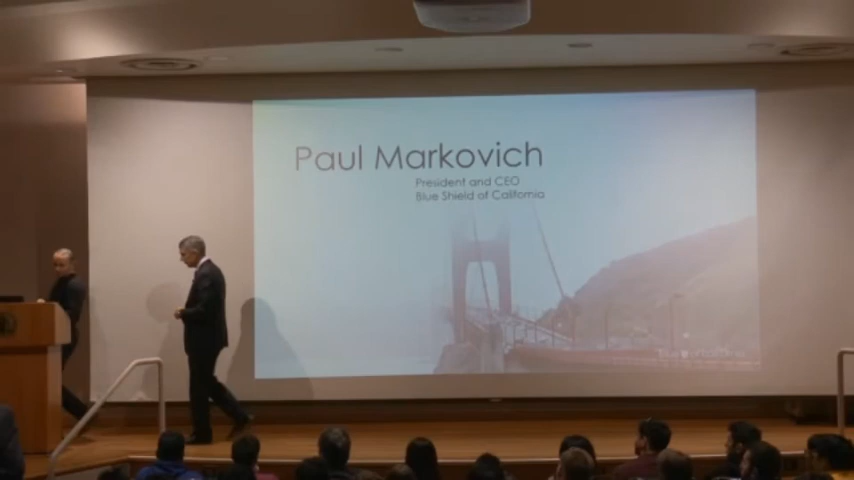 Paul Markovich
President and CEO
Blue Shield of California